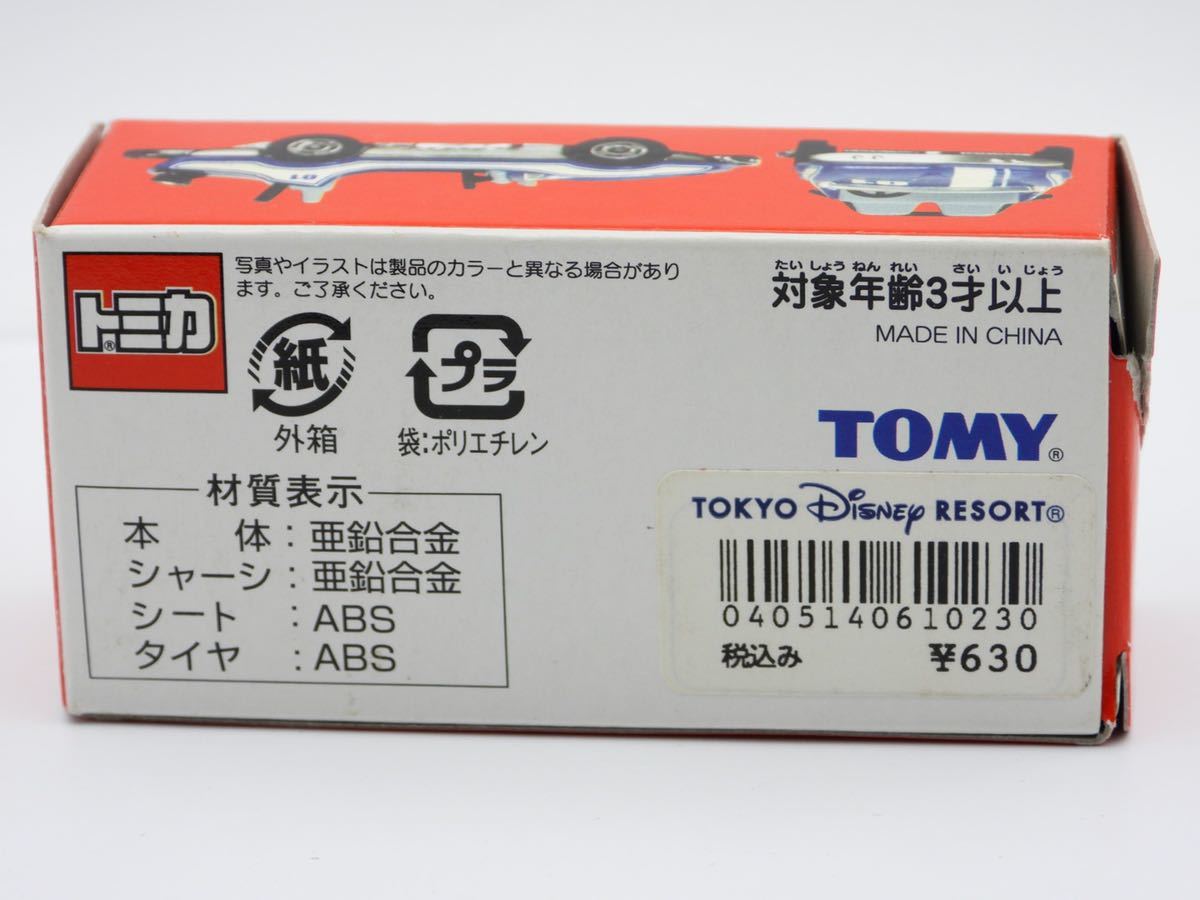 トミカ®
写真やイラストは製品のカラーと異なる場合があり
ます。ご了承ください。
紙
外箱
プラ
袋:ポリエチレン
たいしょうねんれい さい いじょう
対象年齢3才以上
MADE IN CHINA
TOMY®
材質表示
本 体:亜鉛合金
シャーシ:亜鉛合金
シート :ABS
タイヤ :ABS
TOKYO Disney RESORT®
0405140610230
税込み ¥630